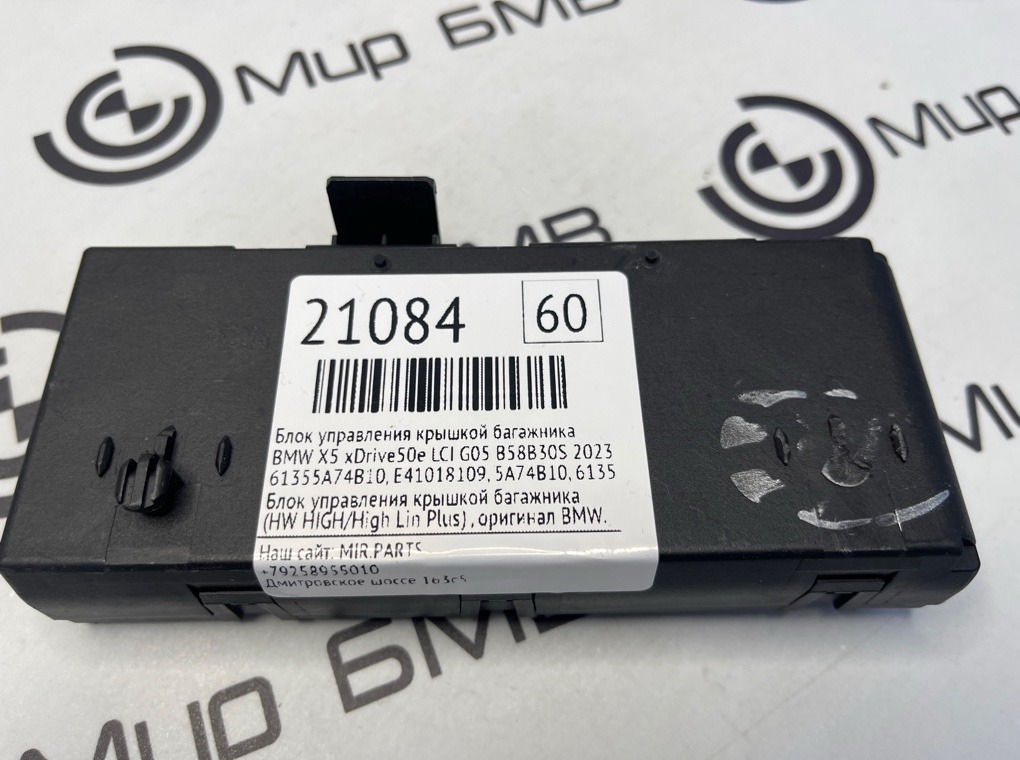 Мир БМВ
Мир
БМВ
21084
60
Блок управления крышкой багажника
BMW X5 xDrive50e LCI G05 B58B30S 2023
61355A74B10, E41018109, 5A74B10, 6135
Блок управления крышкой багажника
(HW HIGH/High Lin Plus), оригинал BMW.
Наш сайт: MIR.PARTS
+79258955010
Дмитровское шоссе 163с5
Мир БМВ